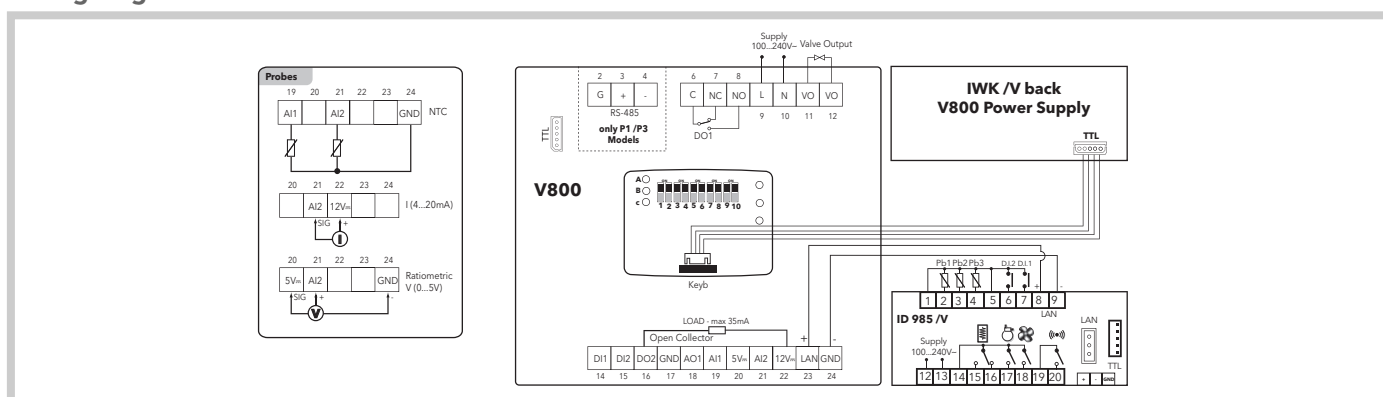 Probes
19 20 21 22 23 24
AI1 AI2 GND NTC
20 21 22 23 24
AI2 12V⎓ I (4...20mA)
SIG +
I
20 21 22 23 24
5V⎓ AI2 GND Ratiometric
V (0...5V)
SIG + -
V
Supply
100...240V~ Valve Output
2 3 4 6 7 8
G + - C NC NO L N VO VO
RS-485 9 10 11 12
only P1 /P3
Models
DO1
TTL
V800
A
B
c
ON ON ON ON ON
1 2 3 4 5 6 7 8 9 10
Keyb
LOAD - max 35mA
Open Collector + -
DI1 DI2 DO2 GND AO1 AI1 5V⎓ AI2 12V⎓ LAN GND
14 15 16 17 18 19 20 21 22 23 24
IWK /V back
V800 Power Supply
TTL
Pb1 Pb2 Pb3 D.I.2 D.I.1
+ -
1 2 3 4 5 6 7 8 9
LAN
ID 985 /V
LAN
Supply
100...240V~
TTL
12 13 14 15 16 17 18 19 20
+ - GND